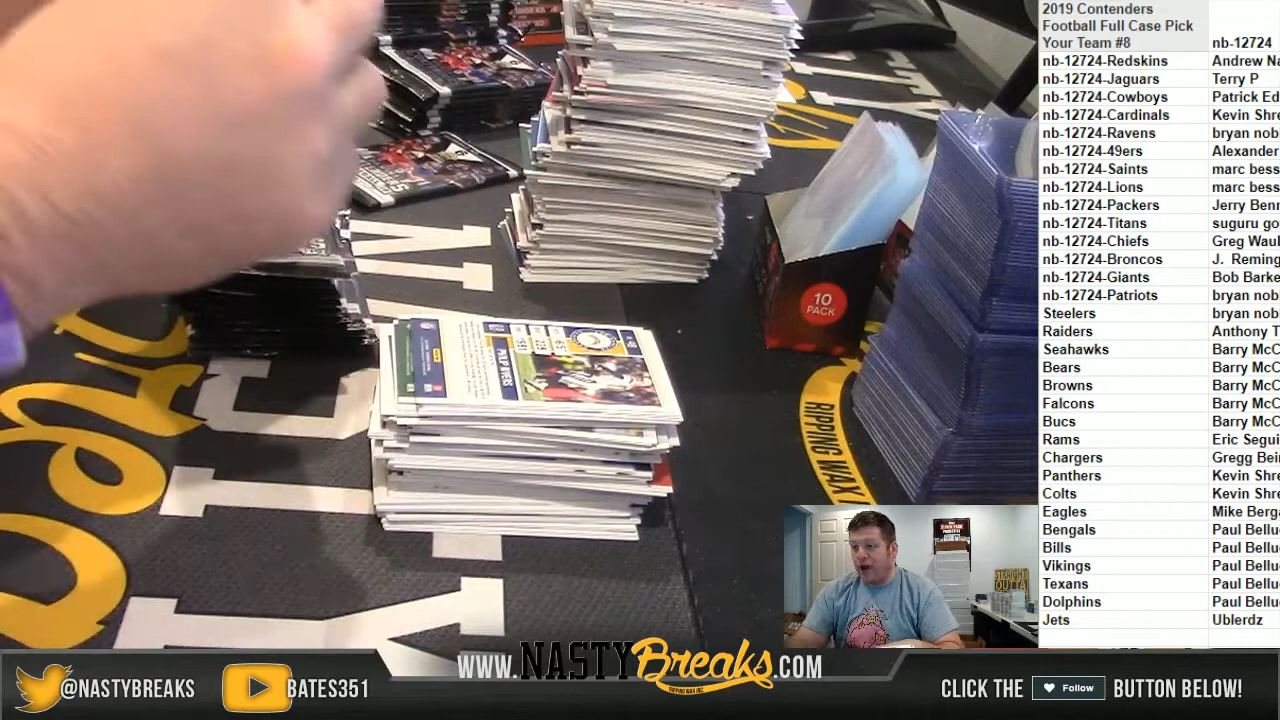 2019 Contenders
Football Full Case Pick
Your Team #8 nb-12724
nb-12724-Redskins Andrew Na
nb-12724-Jaguars Terry P
nb-12724-Cowboys Patrick Ed
nb-12724-Cardinals Kevin Shr
nb-12724-Ravens bryan nob
nb-12724-49ers Alexander
nb-12724-Saints marc bess
nb-12724-Lions marc bess
nb-12724-Packers Jerry Benn
nb-12724-Titans suguru go
nb-12724-Chiefs Greg Waul
nb-12724-Broncos J. Reming
nb-12724-Giants Bob Barke
nb-12724-Patriots bryan nob
Steelers bryan nob
Raiders Anthony T
Seahawks Barry McC
Bears Barry McC
Browns Barry McC
Falcons Barry McC
Bucs Barry McC
Rams Eric Segui
Chargers Gregg Bei
Panthers Kevin Shre
Colts Kevin Shre
Eagles Mike Berga
Bengals Paul Bellu
Bills Paul Bellu
Vikings Paul Bellu
Texans Paul Bellu
Dolphins Paul Bellu
Jets Ublerdz
10
PACK
PHILIP RIVERS
RIPPING WAX
STRAIGHT
OUTTA
@NASTYBREAKS
BATES351
WWW.NASTYBreaks.COM
RIPPING WAX INC.
CLICK THE Follow BUTTON BELOW!